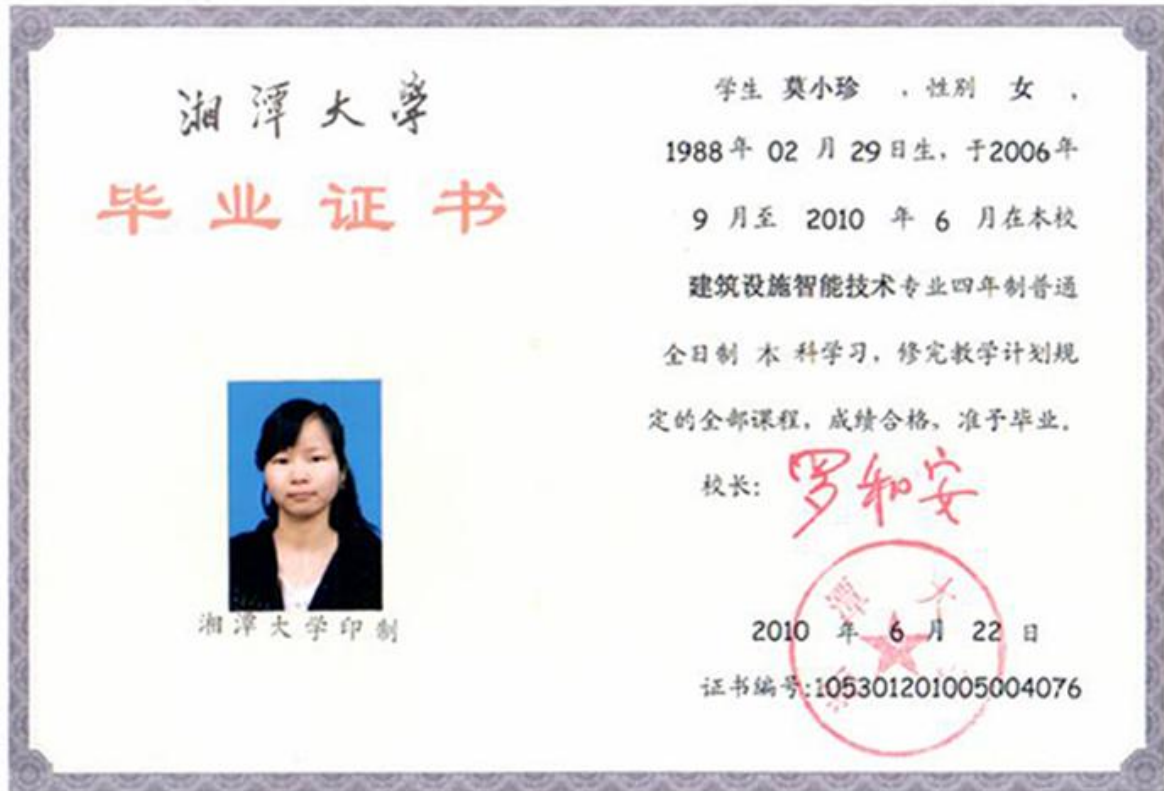 湘潭大学
毕业证书
湘潭大学印制
学生 莫小珍 ，性别 女 ，
1988年 02 月 29日生，于2006年
9 月至 2010 年 6 月在本校
建筑设施智能技术专业四年制普通
全日制 本 科学习，修完教学计划规
定的全部课程，成绩合格，准予毕业。
校长：罗和安
2010 年 6 月 22 日
证书编号:105301201005004076